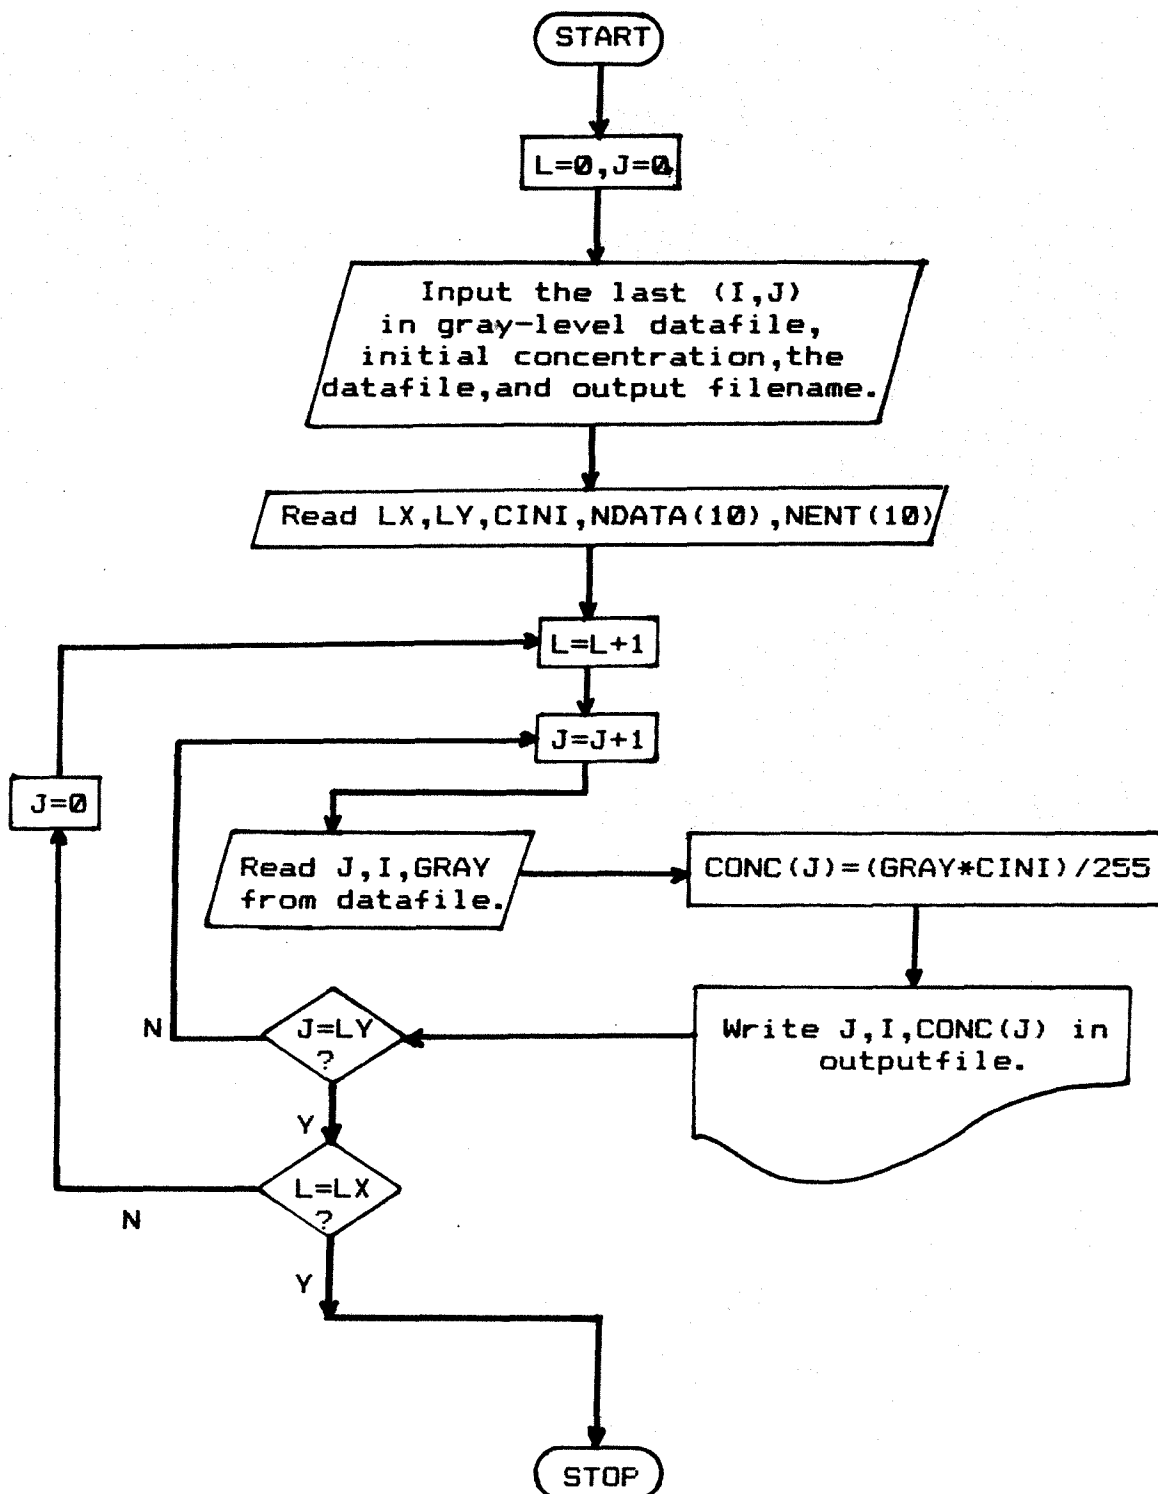 START
L=0,J=0
Input the last (I,J)
in gray-level datafile,
initial concentration,the
datafile,and output filename.
Read LX,LY,CINI,NDATA(10),NENT(10)
L=L+1
J=J+1
J=0
Read J,I,GRAY
from datafile.
CONC(J)=(GRAY*CINI)/255
Write J,I,CONC(J) in
outputfile.
J=LY
?
N
Y
L=LX
?
N
Y
STOP